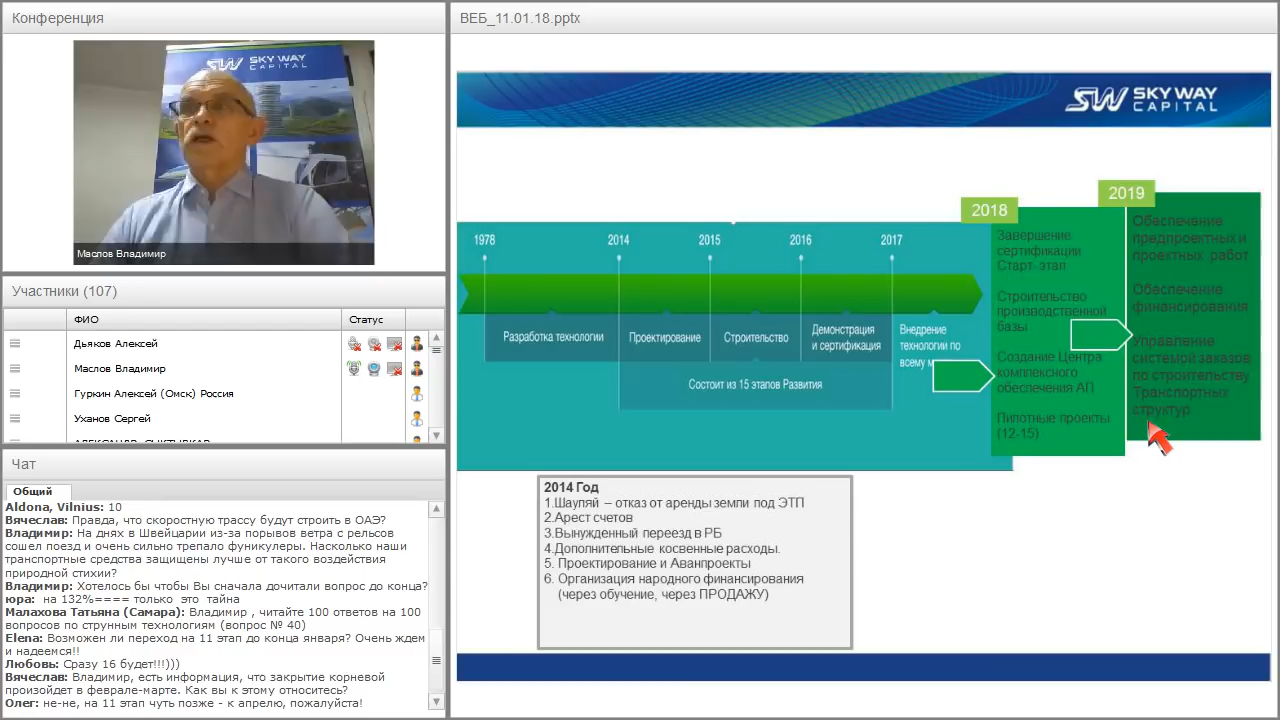 Конференция
SW SKY WAY
CAPITAL
Маслов Владимир
Участники (107)
ФИО
Статус
Дьяков Алексей
Маслов Владимир
Гуркин Алексей (Омск) Россия
Уханов Сергей
Чат
Общий
Aldona, Vilnius: 10
Вячеслав: Правда, что скоростную трассу будут строить в ОАЭ?
Владимир: На днях в Швейцарии из-за порывов ветра с рельсов
сошел поезд и очень сильно трепало фуникулеры. Насколько наши
транспортные средства защищены лучше от такого воздействия
природной стихии?
Владимир: Хотелось бы чтобы Вы сначала дочитали вопрос до конца?
юра: на 132%==== только это тайна
Малахова Татьяна (Самара): Владимир , читайте 100 ответов на 100
вопросов по струнным технологиям (вопрос № 40)
Elena: Возможен ли переход на 11 этап до конца января? Очень ждем
и надеемся!!
Любовь: Сразу 16 будет!!!)))
Вячеслав: Владимир, есть информация, что закрытие корневой
произойдет в феврале-марте. Как вы к этому относитесь?
Олег: не-не, на 11 этап чуть позже - к апрелю, пожалуйста!
ВЕБ_11.01.18.pptx
SW SKY WAY
CAPITAL
1978
2014
2015
2016
2017
2018
2019
Разработка технологии
Проектирование
Строительство
Демонстрация
и сертификация
Внедрение
технологии по
всему
Состоит из 15 этапов Развития
Завершение
сертификации
Старт- этап
Строительство
производственной
базы
Создание Центра
комплексного
обеспечения АП
Пилотные проекты
(12-15)
Обеспечение
предпроектных и
проектных работ
Обеспечение
финансирования
Управление
системой заказов
по строительству
Транспортных
структур
2014 Год
1.Шауляй – отказ от аренды земли под ЭТП
2.Арест счетов
3.Вынужденный переезд в РБ
4.Дополнительные косвенные расходы.
5. Проектирование и Аванпроекты
6. Организация народного финансирования
(через обучение, через ПРОДАЖУ)